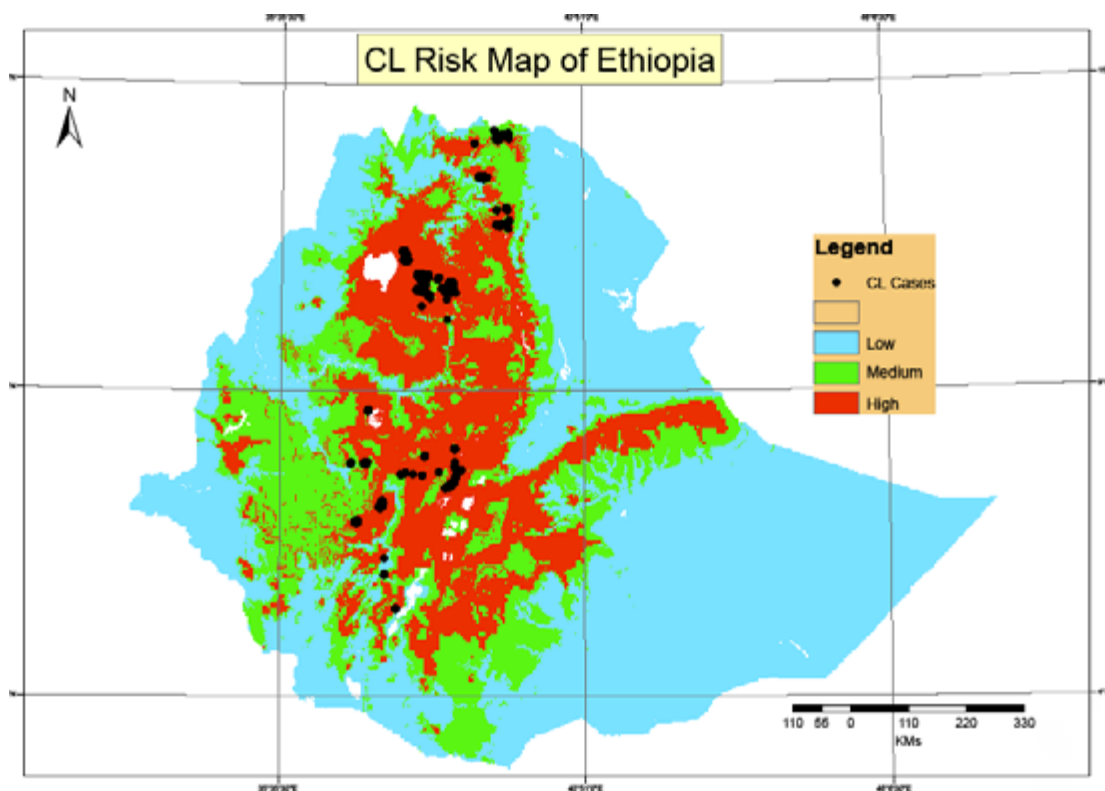 CL Risk Map of Ethiopia
N
Legend
CL Cases
Low
Medium
High
110 55 0 110 220 330
KMs